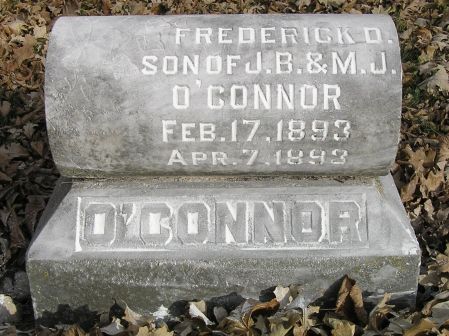 FREDERICK D.
SON OF J.B. & M.J.
O'CONNOR
FEB. 17, 1893
APR. 7, 1893
O'CONNOR